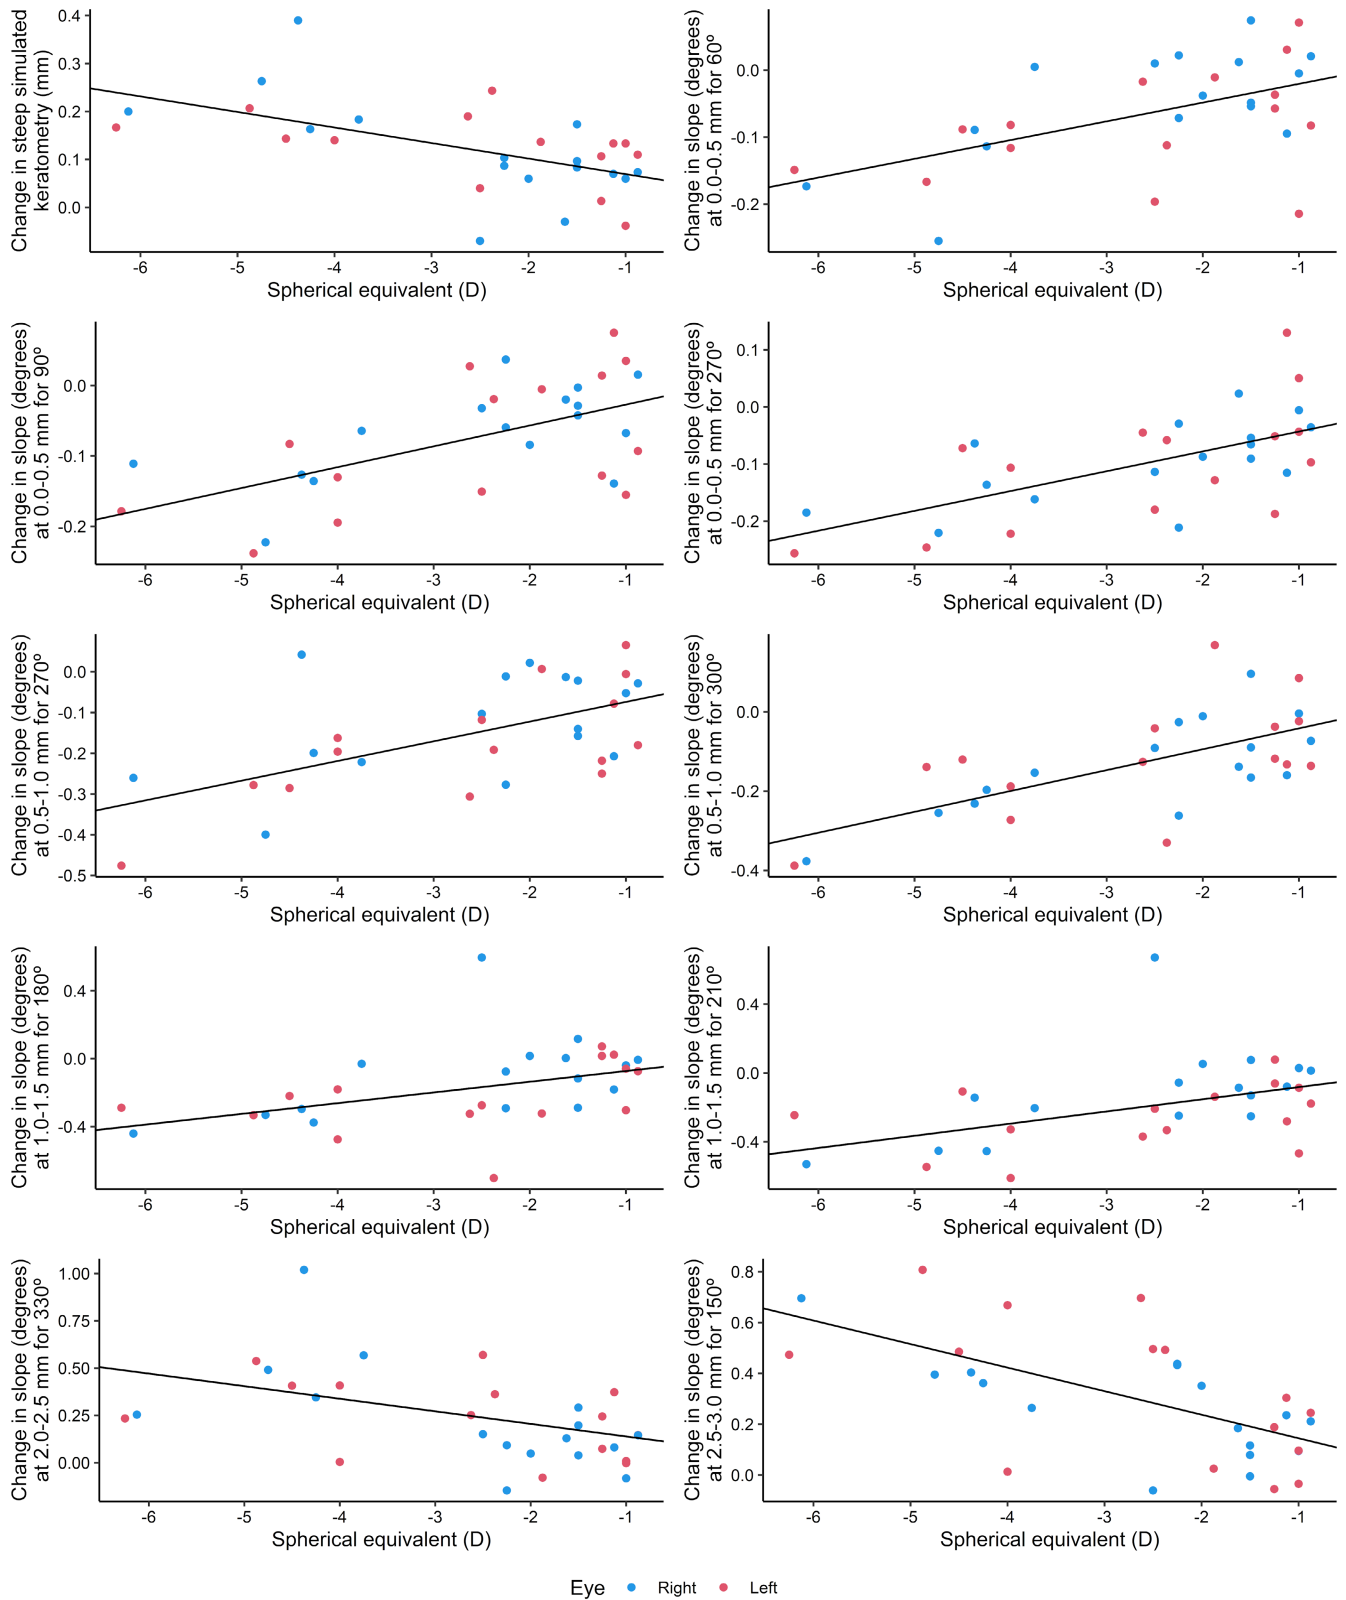 Change in steep simulated
keratometry (mm)
0.4
0.3
0.2
0.1
0.0
-6 -5 -4 -3 -2 -1
Spherical equivalent (D)
Change in slope (degrees)
at 0.0-0.5 mm for 60º
0.0
-0.1
-0.2
-6 -5 -4 -3 -2 -1
Spherical equivalent (D)
Change in slope (degrees)
at 0.0-0.5 mm for 90º
0.0
-0.1
-0.2
-6 -5 -4 -3 -2 -1
Spherical equivalent (D)
Change in slope (degrees)
at 0.0-0.5 mm for 270º
0.1
0.0
-0.1
-0.2
-6 -5 -4 -3 -2 -1
Spherical equivalent (D)
Change in slope (degrees)
at 0.5-1.0 mm for 270º
0.0
-0.1
-0.2
-0.3
-0.4
-0.5
-6 -5 -4 -3 -2 -1
Spherical equivalent (D)
Change in slope (degrees)
at 0.5-1.0 mm for 300º
0.0
-0.2
-0.4
-6 -5 -4 -3 -2 -1
Spherical equivalent (D)
Change in slope (degrees)
at 1.0-1.5 mm for 180º
0.4
0.0
-0.4
-6 -5 -4 -3 -2 -1
Spherical equivalent (D)
Change in slope (degrees)
at 1.0-1.5 mm for 210º
0.4
0.0
-0.4
-6 -5 -4 -3 -2 -1
Spherical equivalent (D)
Change in slope (degrees)
at 2.0-2.5 mm for 330º
1.00
0.75
0.50
0.25
0.00
-6 -5 -4 -3 -2 -1
Spherical equivalent (D)
Change in slope (degrees)
at 2.5-3.0 mm for 150º
0.8
0.6
0.4
0.2
0.0
-6 -5 -4 -3 -2 -1
Spherical equivalent (D)
Eye Right Left